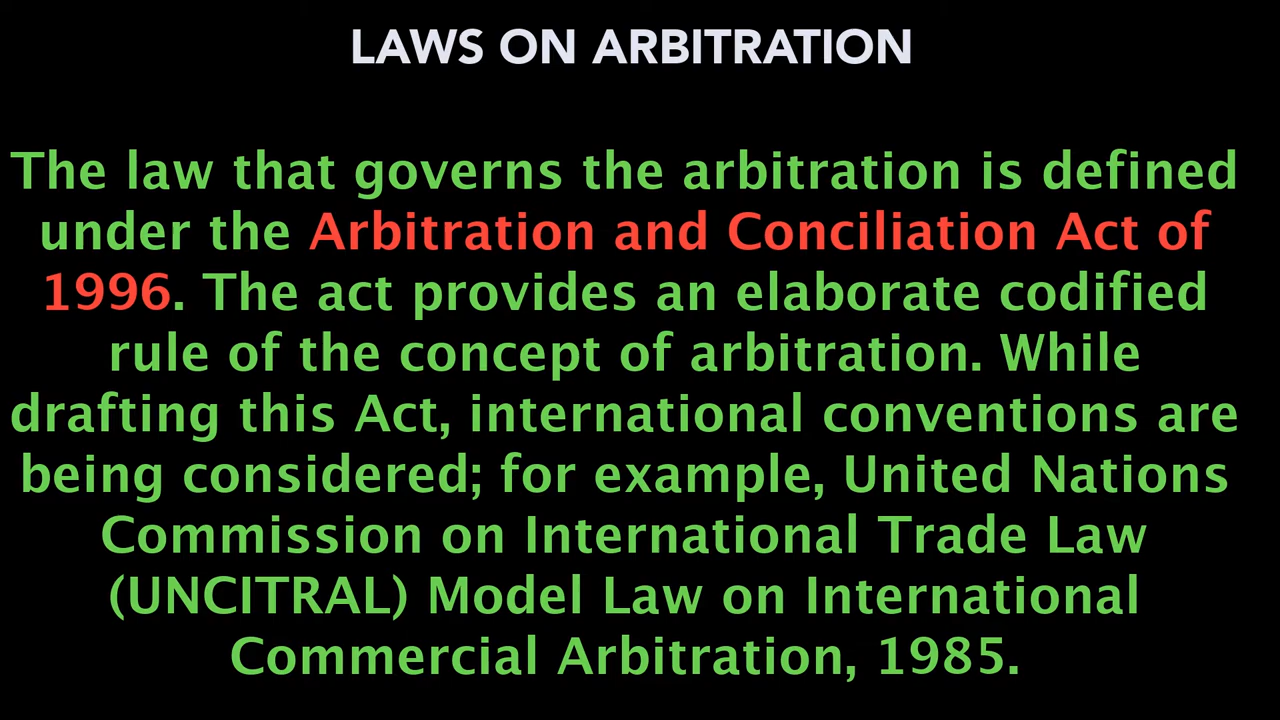 LAWS ON ARBITRATION
The law that governs the arbitration is defined
under the Arbitration and Conciliation Act of
1996. The act provides an elaborate codified
rule of the concept of arbitration. While
drafting this Act, international conventions are
being considered; for example, United Nations
Commission on International Trade Law
(UNCITRAL) Model Law on International
Commercial Arbitration, 1985.